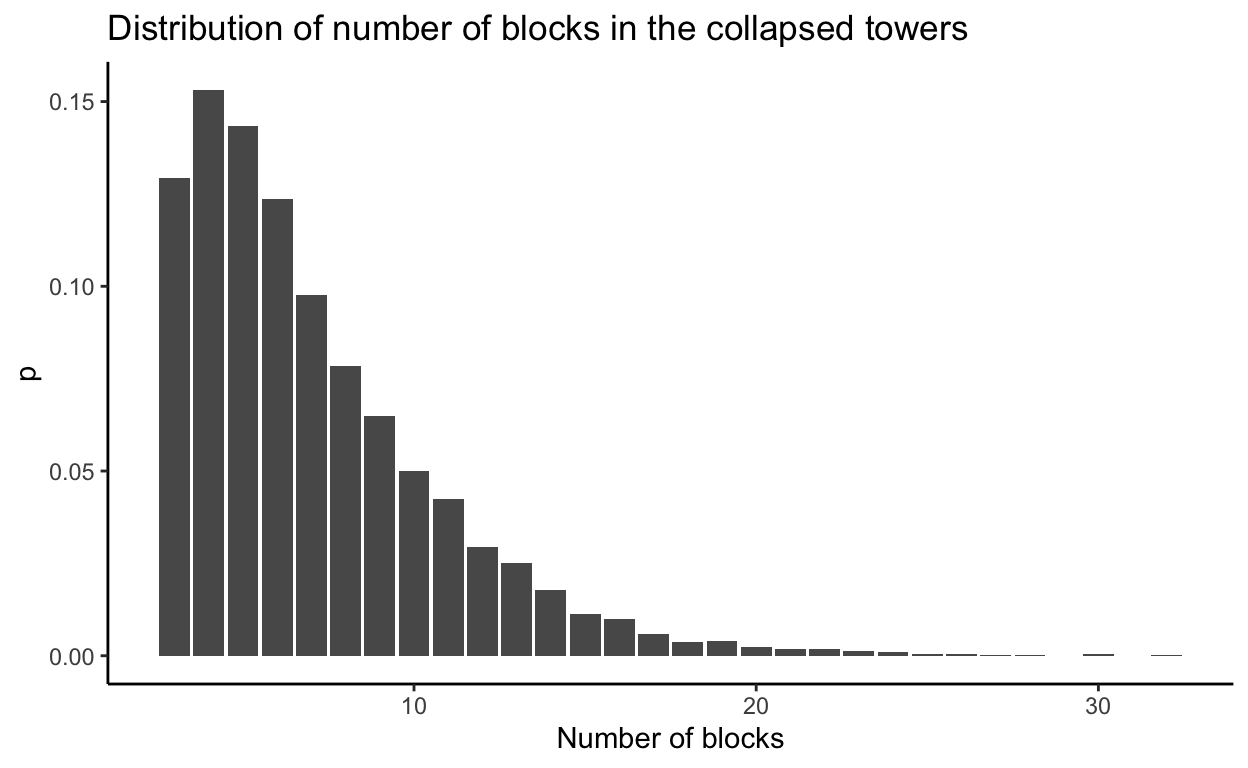 Distribution of number of blocks in the collapsed towers
0.15
0.10
0.05
0.00
p
10 20 30
Number of blocks